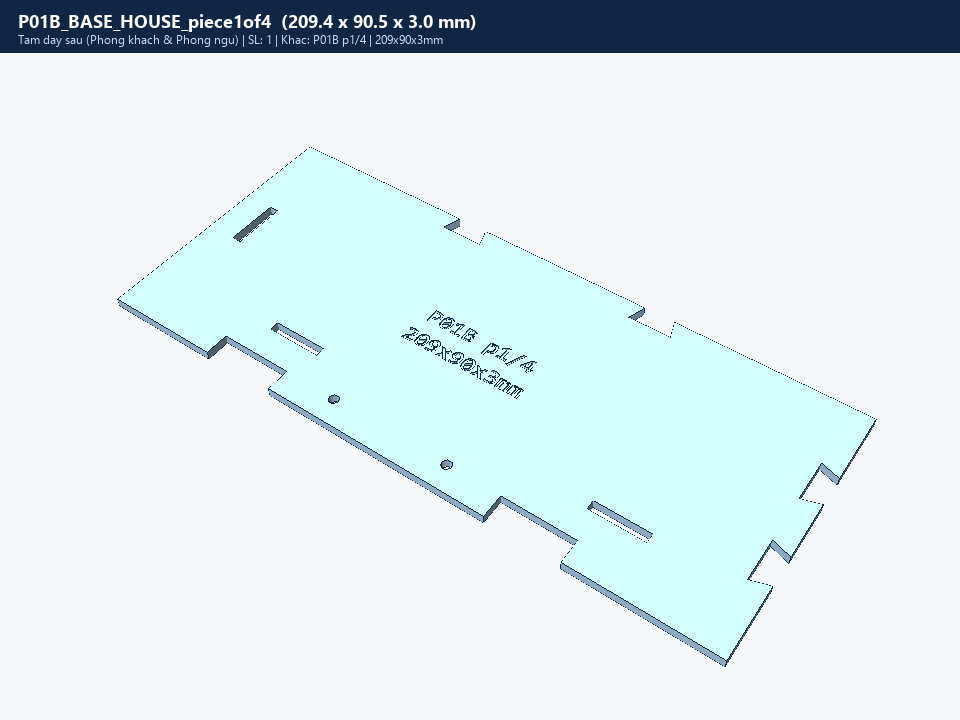 P01B_BASE_HOUSE_piece1of4  (209.4 x 90.5 x 3.0 mm)
Tam day sau (Phong khach & Phong ngu) | SL: 1 | Khac: P01B p1/4 | 209x90x3mm
P01B p1/4
209x90x3mm